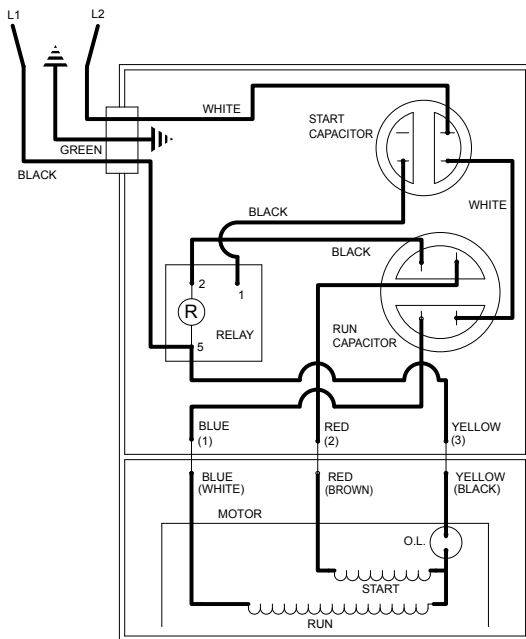 L1
L2
WHITE
START
CAPACITOR
GREEN
BLACK
WHITE
BLACK
BLACK
2
1
R
RELAY
5
RUN
CAPACITOR
BLUE
(1)
RED
(2)
YELLOW
(3)
BLUE
(WHITE)
RED
(BROWN)
YELLOW
(BLACK)
MOTOR
O.L.
START
RUN